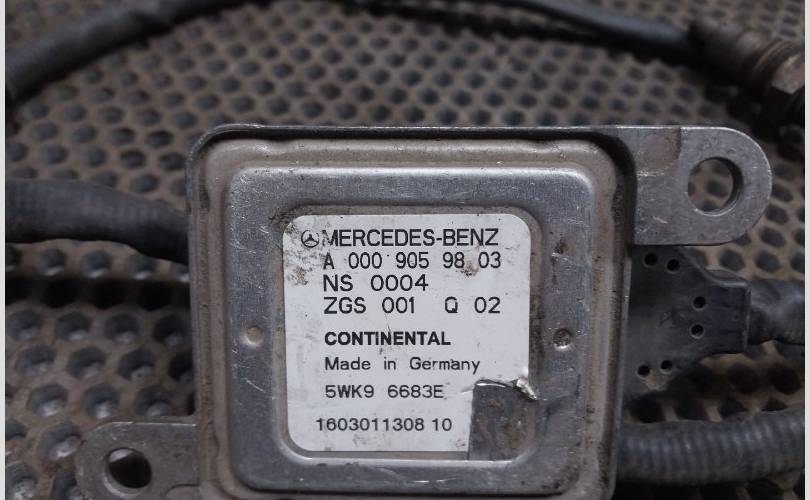 MERCEDES-BENZ
A 000 905 98 03
NS 0004
ZGS 001 Q 02
CONTINENTAL
Made in Germany
5WK9 6683E
1603011308 10